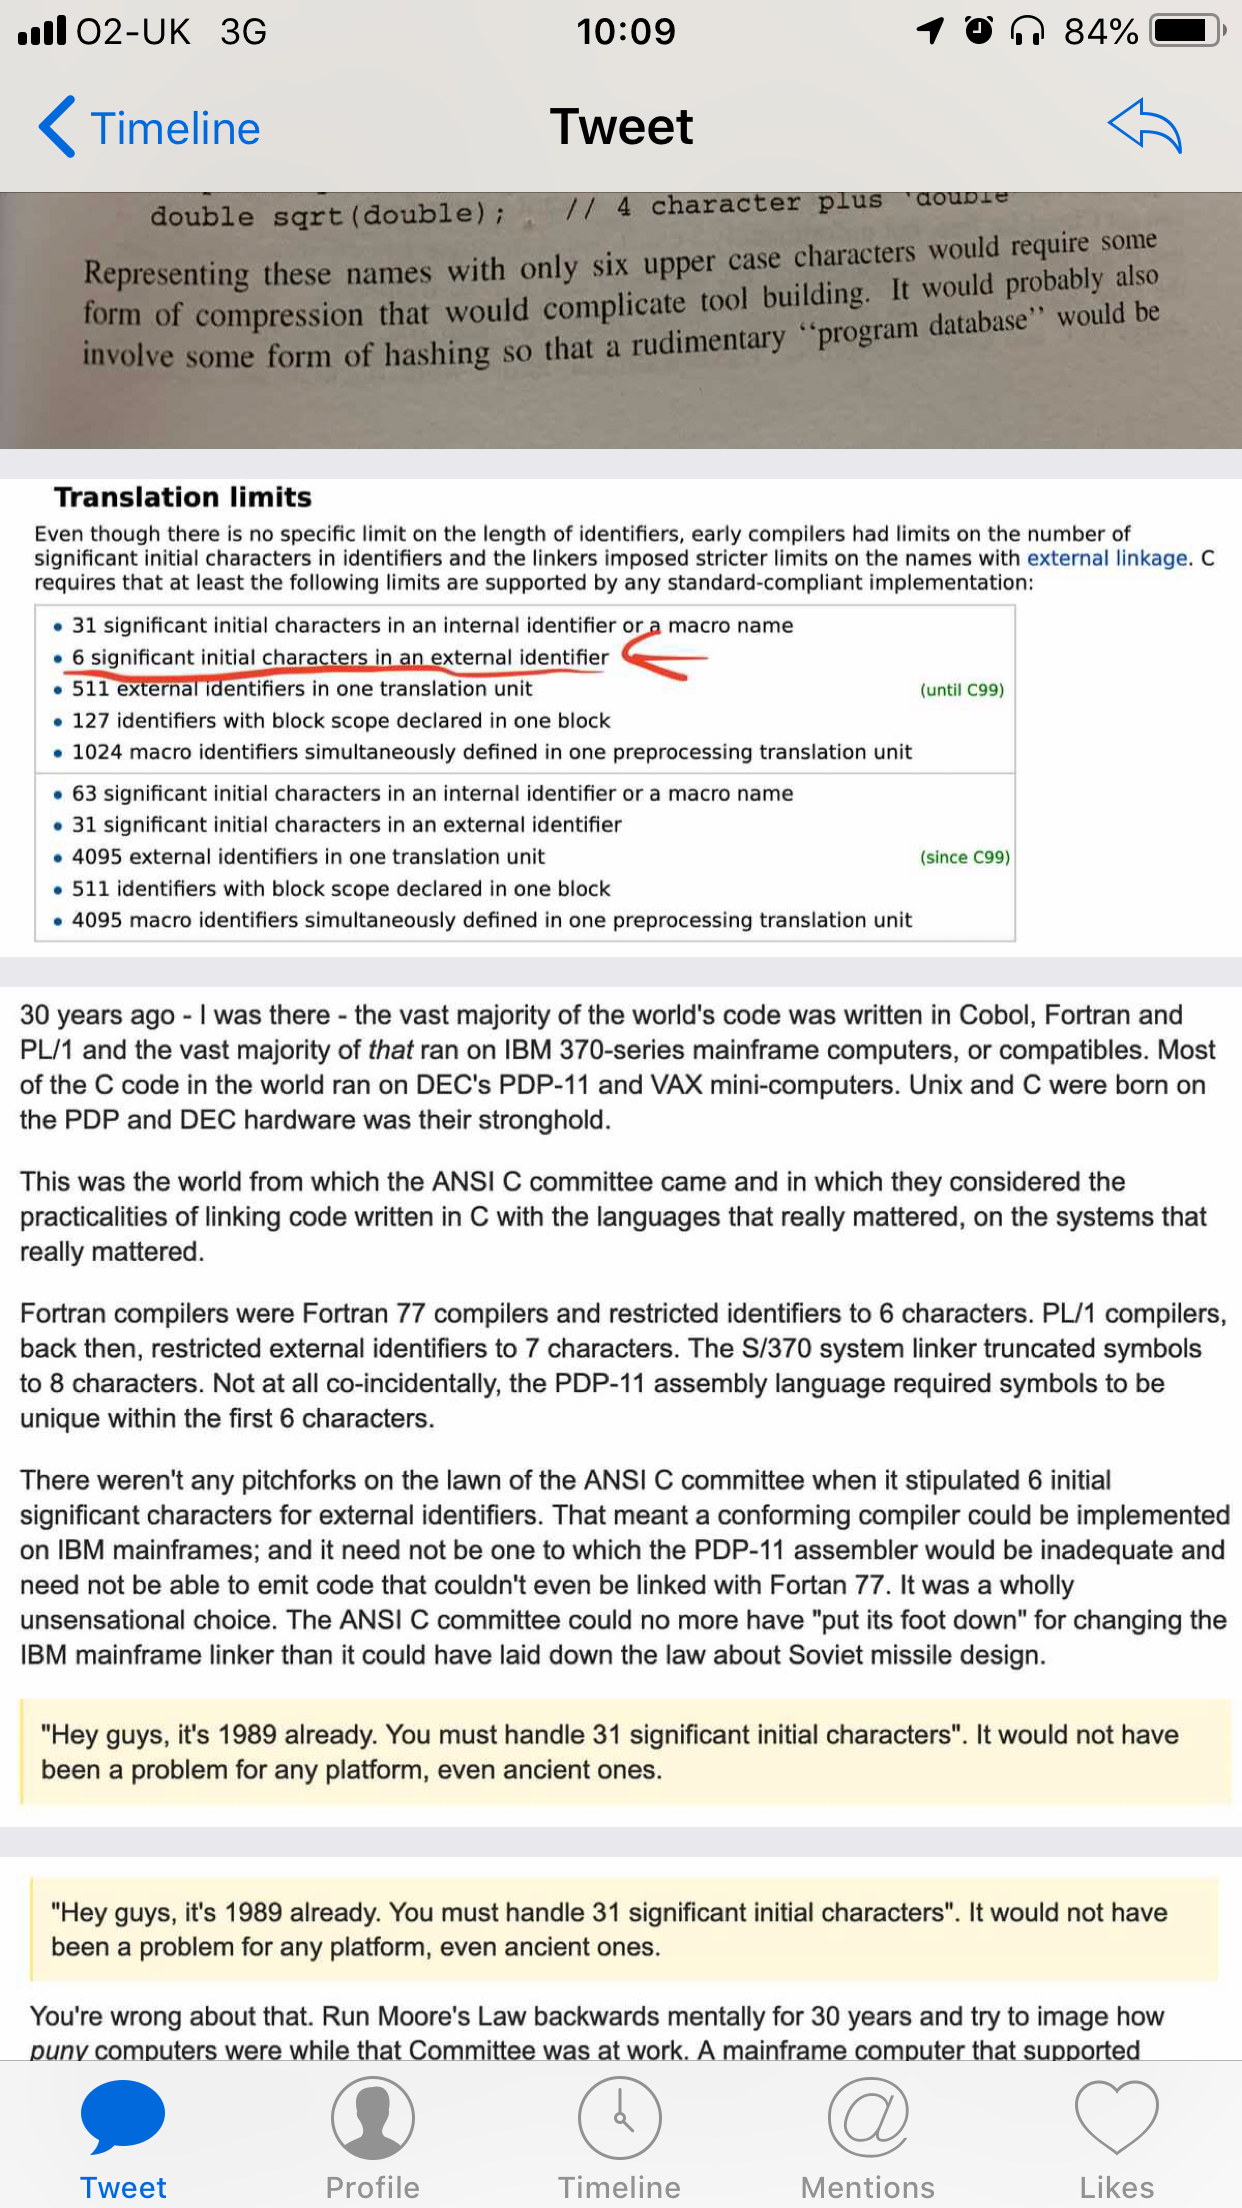 O2-UK 3G 10:09 84%
Timeline Tweet
double sqrt(double); // 4 character plus 'double'
Representing these names with only six upper case characters would require some
form of compression that would complicate tool building. It would probably also
involve some form of hashing so that a rudimentary ‘‘program database’’ would be
Translation limits
Even though there is no specific limit on the length of identifiers, early compilers had limits on the number of
significant initial characters in identifiers and the linkers imposed stricter limits on the names with external linkage. C
requires that at least the following limits are supported by any standard-compliant implementation:
• 31 significant initial characters in an internal identifier or a macro name
• 6 significant initial characters in an external identifier
• 511 external identifiers in one translation unit (until C99)
• 127 identifiers with block scope declared in one block
• 1024 macro identifiers simultaneously defined in one preprocessing translation unit
• 63 significant initial characters in an internal identifier or a macro name
• 31 significant initial characters in an external identifier
• 4095 external identifiers in one translation unit (since C99)
• 511 identifiers with block scope declared in one block
• 4095 macro identifiers simultaneously defined in one preprocessing translation unit
30 years ago - I was there - the vast majority of the world's code was written in Cobol, Fortran and
PL/1 and the vast majority of that ran on IBM 370-series mainframe computers, or compatibles. Most
of the C code in the world ran on DEC's PDP-11 and VAX mini-computers. Unix and C were born on
the PDP and DEC hardware was their stronghold.
This was the world from which the ANSI C committee came and in which they considered the
practicalities of linking code written in C with the languages that really mattered, on the systems that
really mattered.
Fortran compilers were Fortran 77 compilers and restricted identifiers to 6 characters. PL/1 compilers,
back then, restricted external identifiers to 7 characters. The S/370 system linker truncated symbols
to 8 characters. Not at all co-incidentally, the PDP-11 assembly language required symbols to be
unique within the first 6 characters.
There weren't any pitchforks on the lawn of the ANSI C committee when it stipulated 6 initial
significant characters for external identifiers. That meant a conforming compiler could be implemented
on IBM mainframes; and it need not be one to which the PDP-11 assembler would be inadequate and
need not be able to emit code that couldn't even be linked with Fortan 77. It was a wholly
unsensational choice. The ANSI C committee could no more have "put its foot down" for changing the
IBM mainframe linker than it could have laid down the law about Soviet missile design.
"Hey guys, it's 1989 already. You must handle 31 significant initial characters". It would not have
been a problem for any platform, even ancient ones.
"Hey guys, it's 1989 already. You must handle 31 significant initial characters". It would not have
been a problem for any platform, even ancient ones.
You're wrong about that. Run Moore's Law backwards mentally for 30 years and try to image how
puny computers were while that Committee was at work. A mainframe computer that supported
Tweet Profile Timeline Mentions Likes